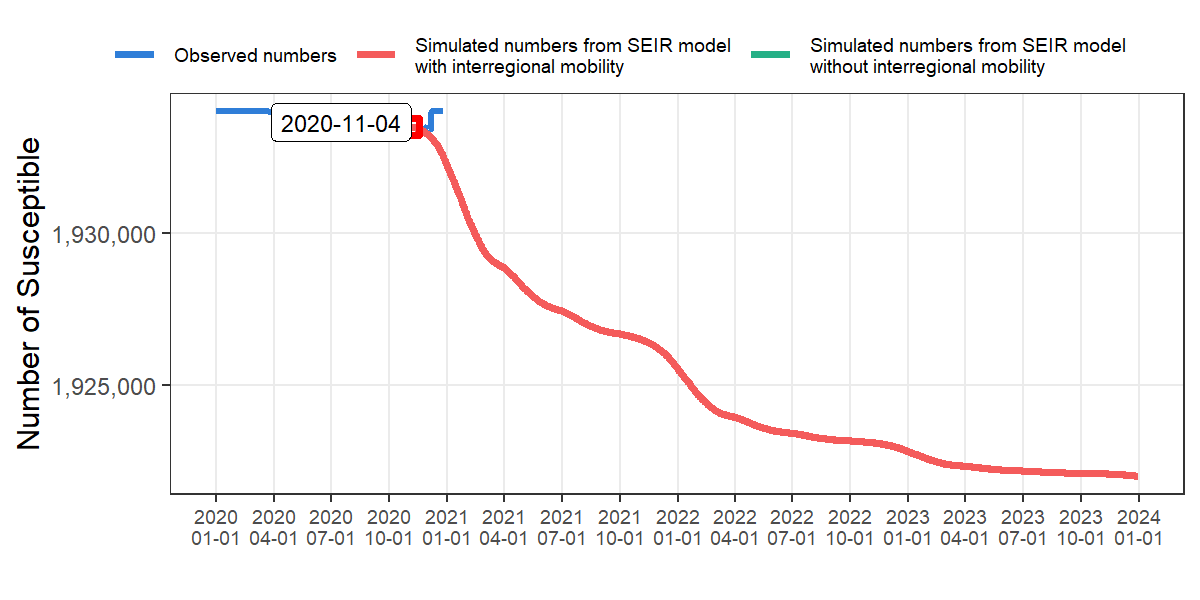 Observed numbers
Simulated numbers from SEIR model
with interregional mobility
Simulated numbers from SEIR model
without interregional mobility
2020-11-04
Number of Susceptible
1,930,000
1,925,000
2020 2020 2020 2020 2021 2021 2021 2021 2022 2022 2022 2022 2023 2023 2023 2023 2024
01-01 04-01 07-01 10-01 01-01 04-01 07-01 10-01 01-01 04-01 07-01 10-01 01-01 04-01 07-01 10-01 01-01